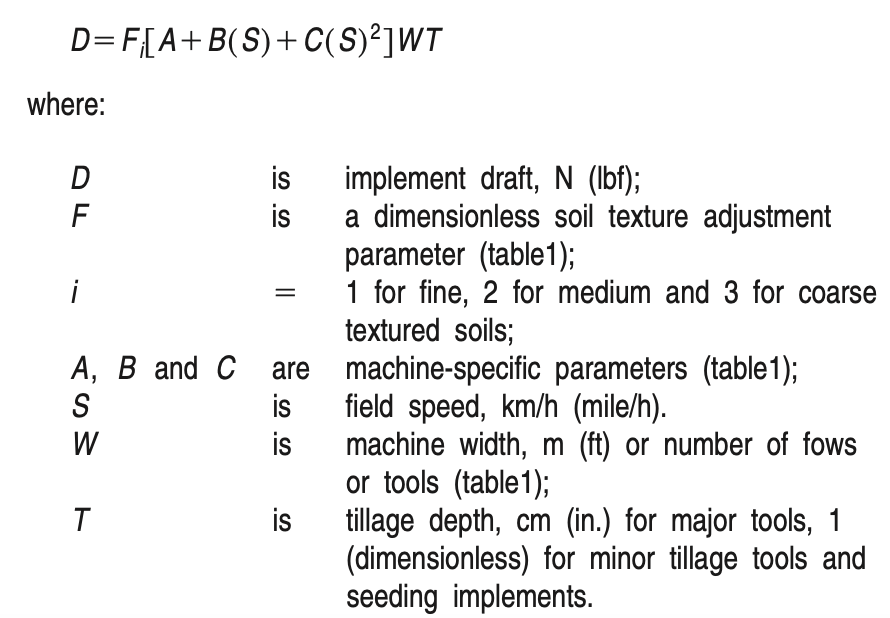 D=Fi[A+B(S)+C(S)²]WT
where:
D is implement draft, N (lbf);
F is a dimensionless soil texture adjustment
parameter (table1);
i = 1 for fine, 2 for medium and 3 for coarse
textured soils;
A, B and C are machine-specific parameters (table1);
S is field speed, km/h (mile/h).
W is machine width, m (ft) or number of fows
or tools (table1);
T is tillage depth, cm (in.) for major tools, 1
(dimensionless) for minor tillage tools and
seeding implements.